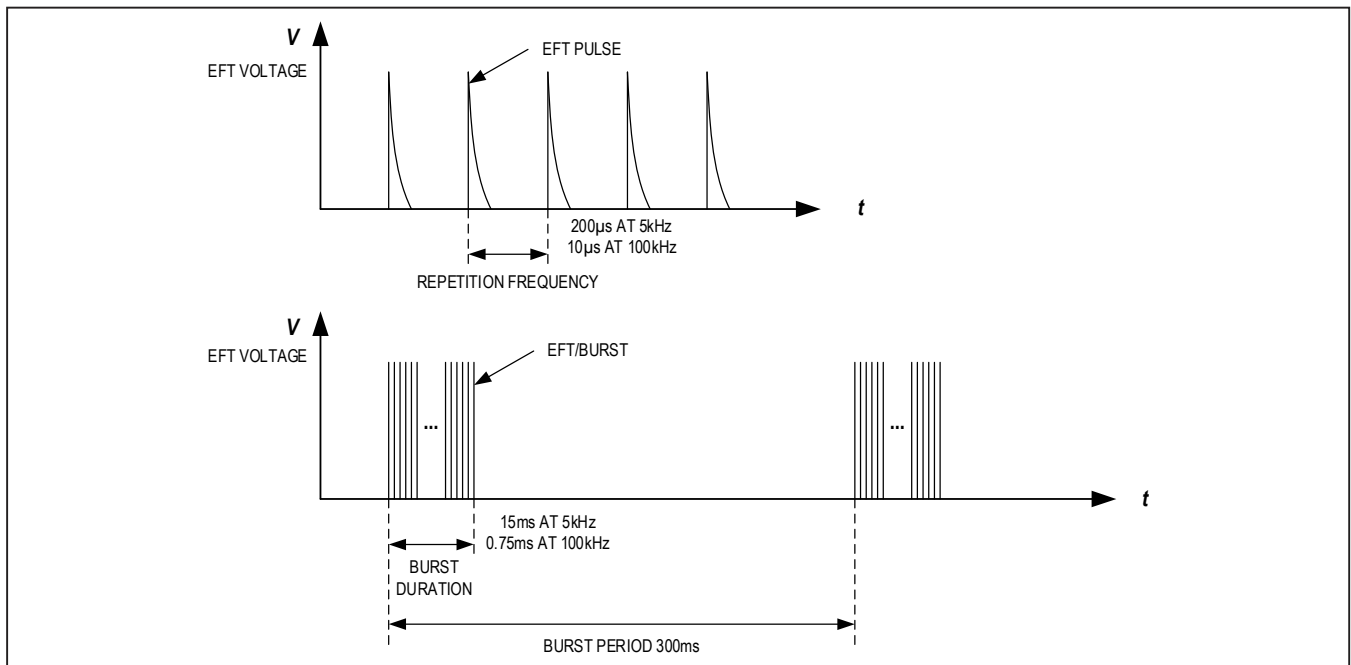 V
EFT VOLTAGE
EFT PULSE
t
200µs AT 5kHz
10µs AT 100kHz
REPETITION FREQUENCY
V
EFT VOLTAGE
EFT/BURST
...
...
t
15ms AT 5kHz
0.75ms AT 100kHz
BURST
DURATION
BURST PERIOD 300ms